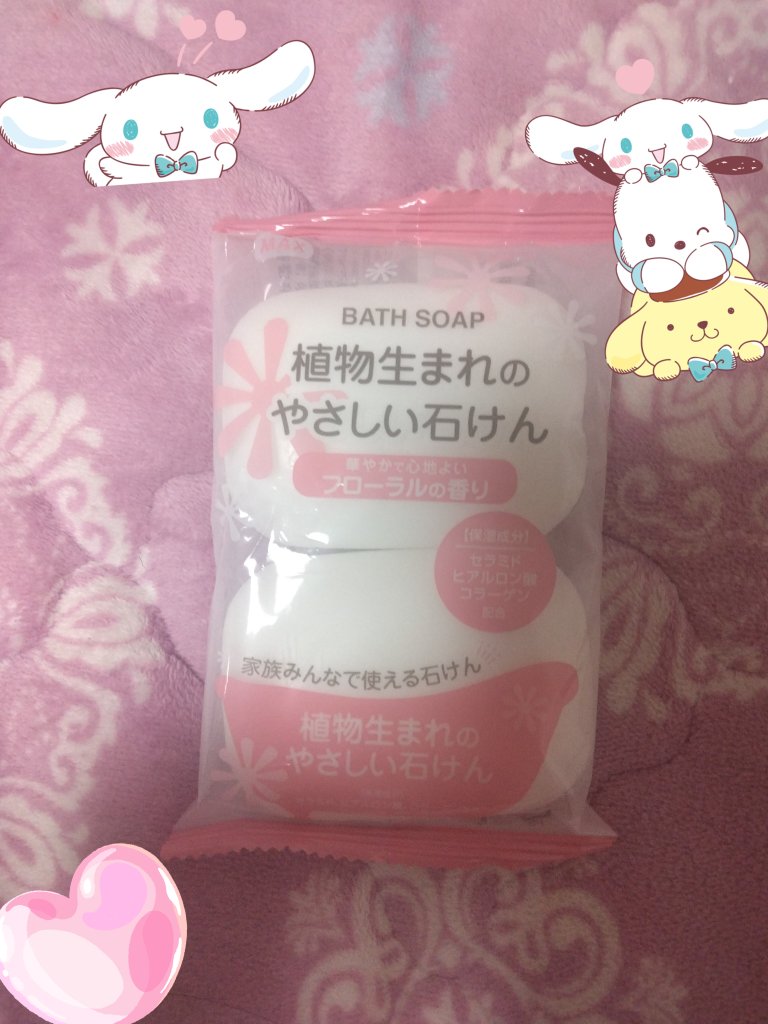 MAX
BATH SOAP
植物生まれの
やさしい石けん
華やかで心地よい
フローラルの香り
【保湿成分】
セラミド
ヒアルロン酸
コラーゲン
配合
家族みんなで使える石けん
植物生まれの
やさしい石けん